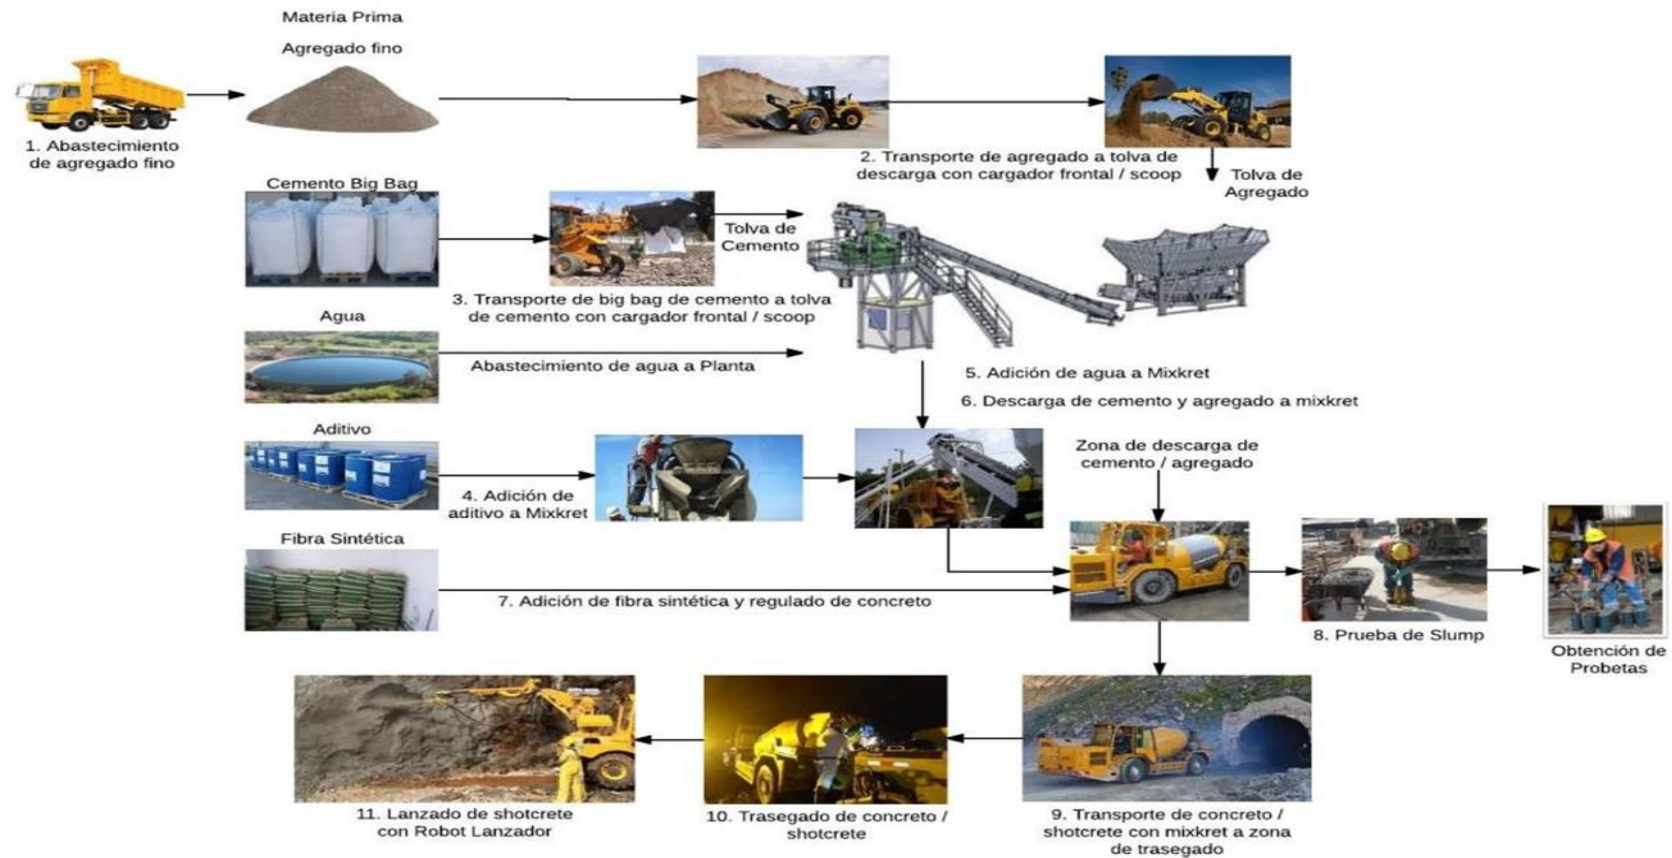 Materia Prima
Agregado fino
1. Abastecimiento
de agregado fino
2. Transporte de agregado a tolva de
descarga con cargador frontal / scoop
Tolva de
Agregado
Cemento Big Bag
Tolva de
Cemento
3. Transporte de big bag de cemento a tolva
de cemento con cargador frontal / scoop
Agua
Abastecimiento de agua a Planta
5. Adición de agua a Mixkret
6. Descarga de cemento y agregado a mixkret
Aditivo
4. Adición de
aditivo a Mixkret
Zona de descarga de
cemento / agregado
Fibra Sintética
7. Adición de fibra sintética y regulado de concreto
8. Prueba de Slump
Obtención de
Probetas
11. Lanzado de shotcrete
con Robot Lanzador
10. Trasegado de concreto /
shotcrete
9. Transporte de concreto /
shotcrete con mixkret a zona
de trasegado